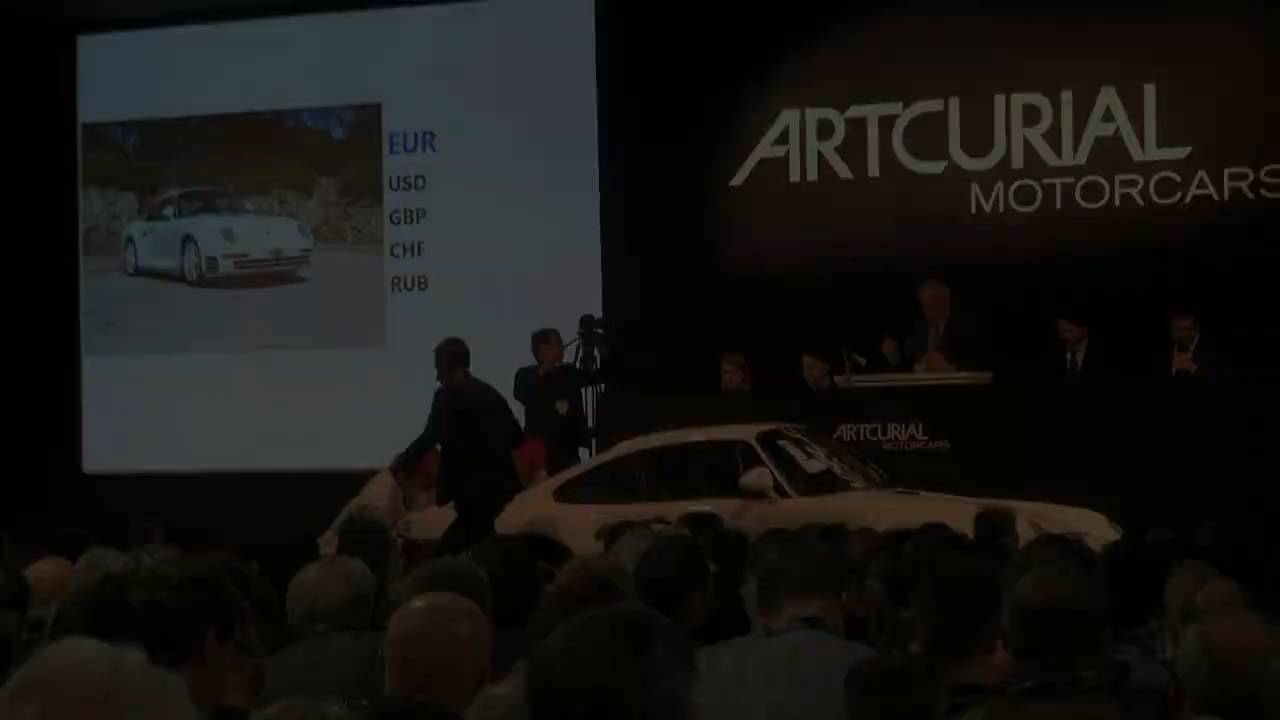 EUR
USD
GBP
CHF
RUB
ARTCURIAL
MOTORCARS
ARTCURIAL
MOTORCARS